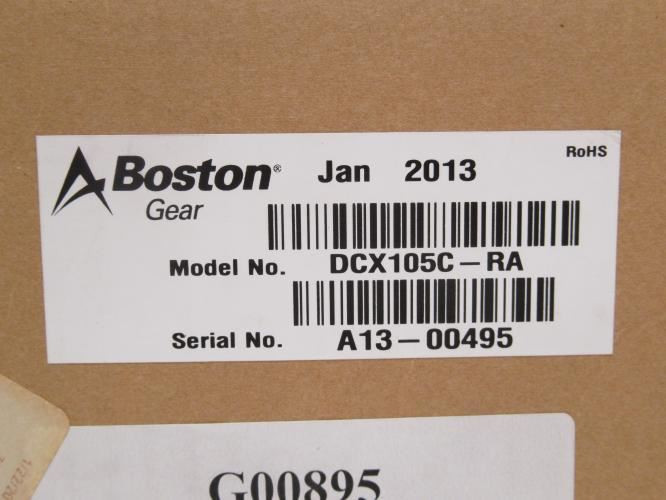 Boston® Jan 2013 RoHS
Gear
Model No. DCX105C-RA
Serial No. A13-00495
G00895